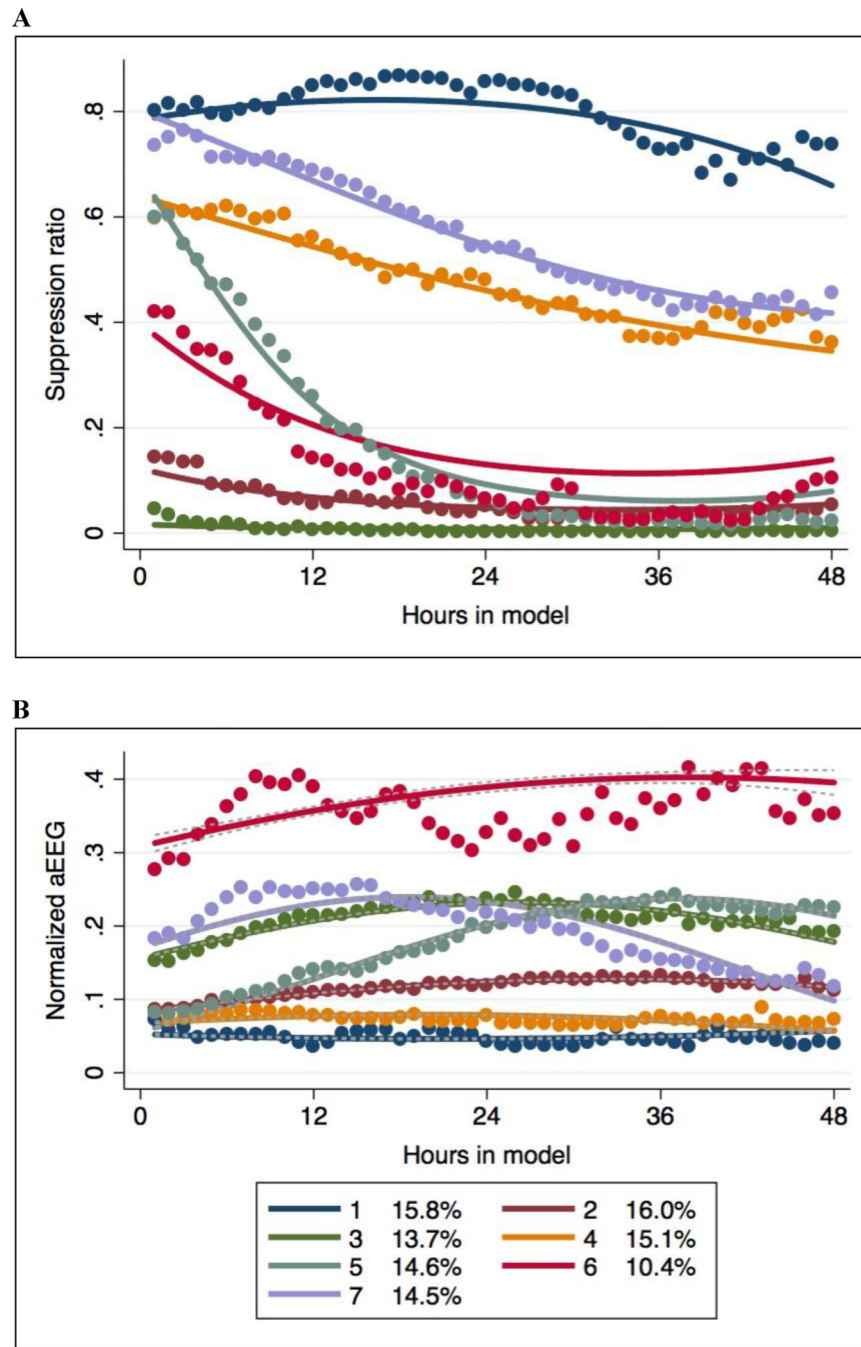 A
Suppression ratio
.8
.6
.4
.2
0
0 12 24 36 48
Hours in model
B
Normalized aEEG
.4
.3
.2
.1
0
0 12 24 36 48
Hours in model
1 15.8% 2 16.0%
3 13.7% 4 15.1%
5 14.6% 6 10.4%
7 14.5%